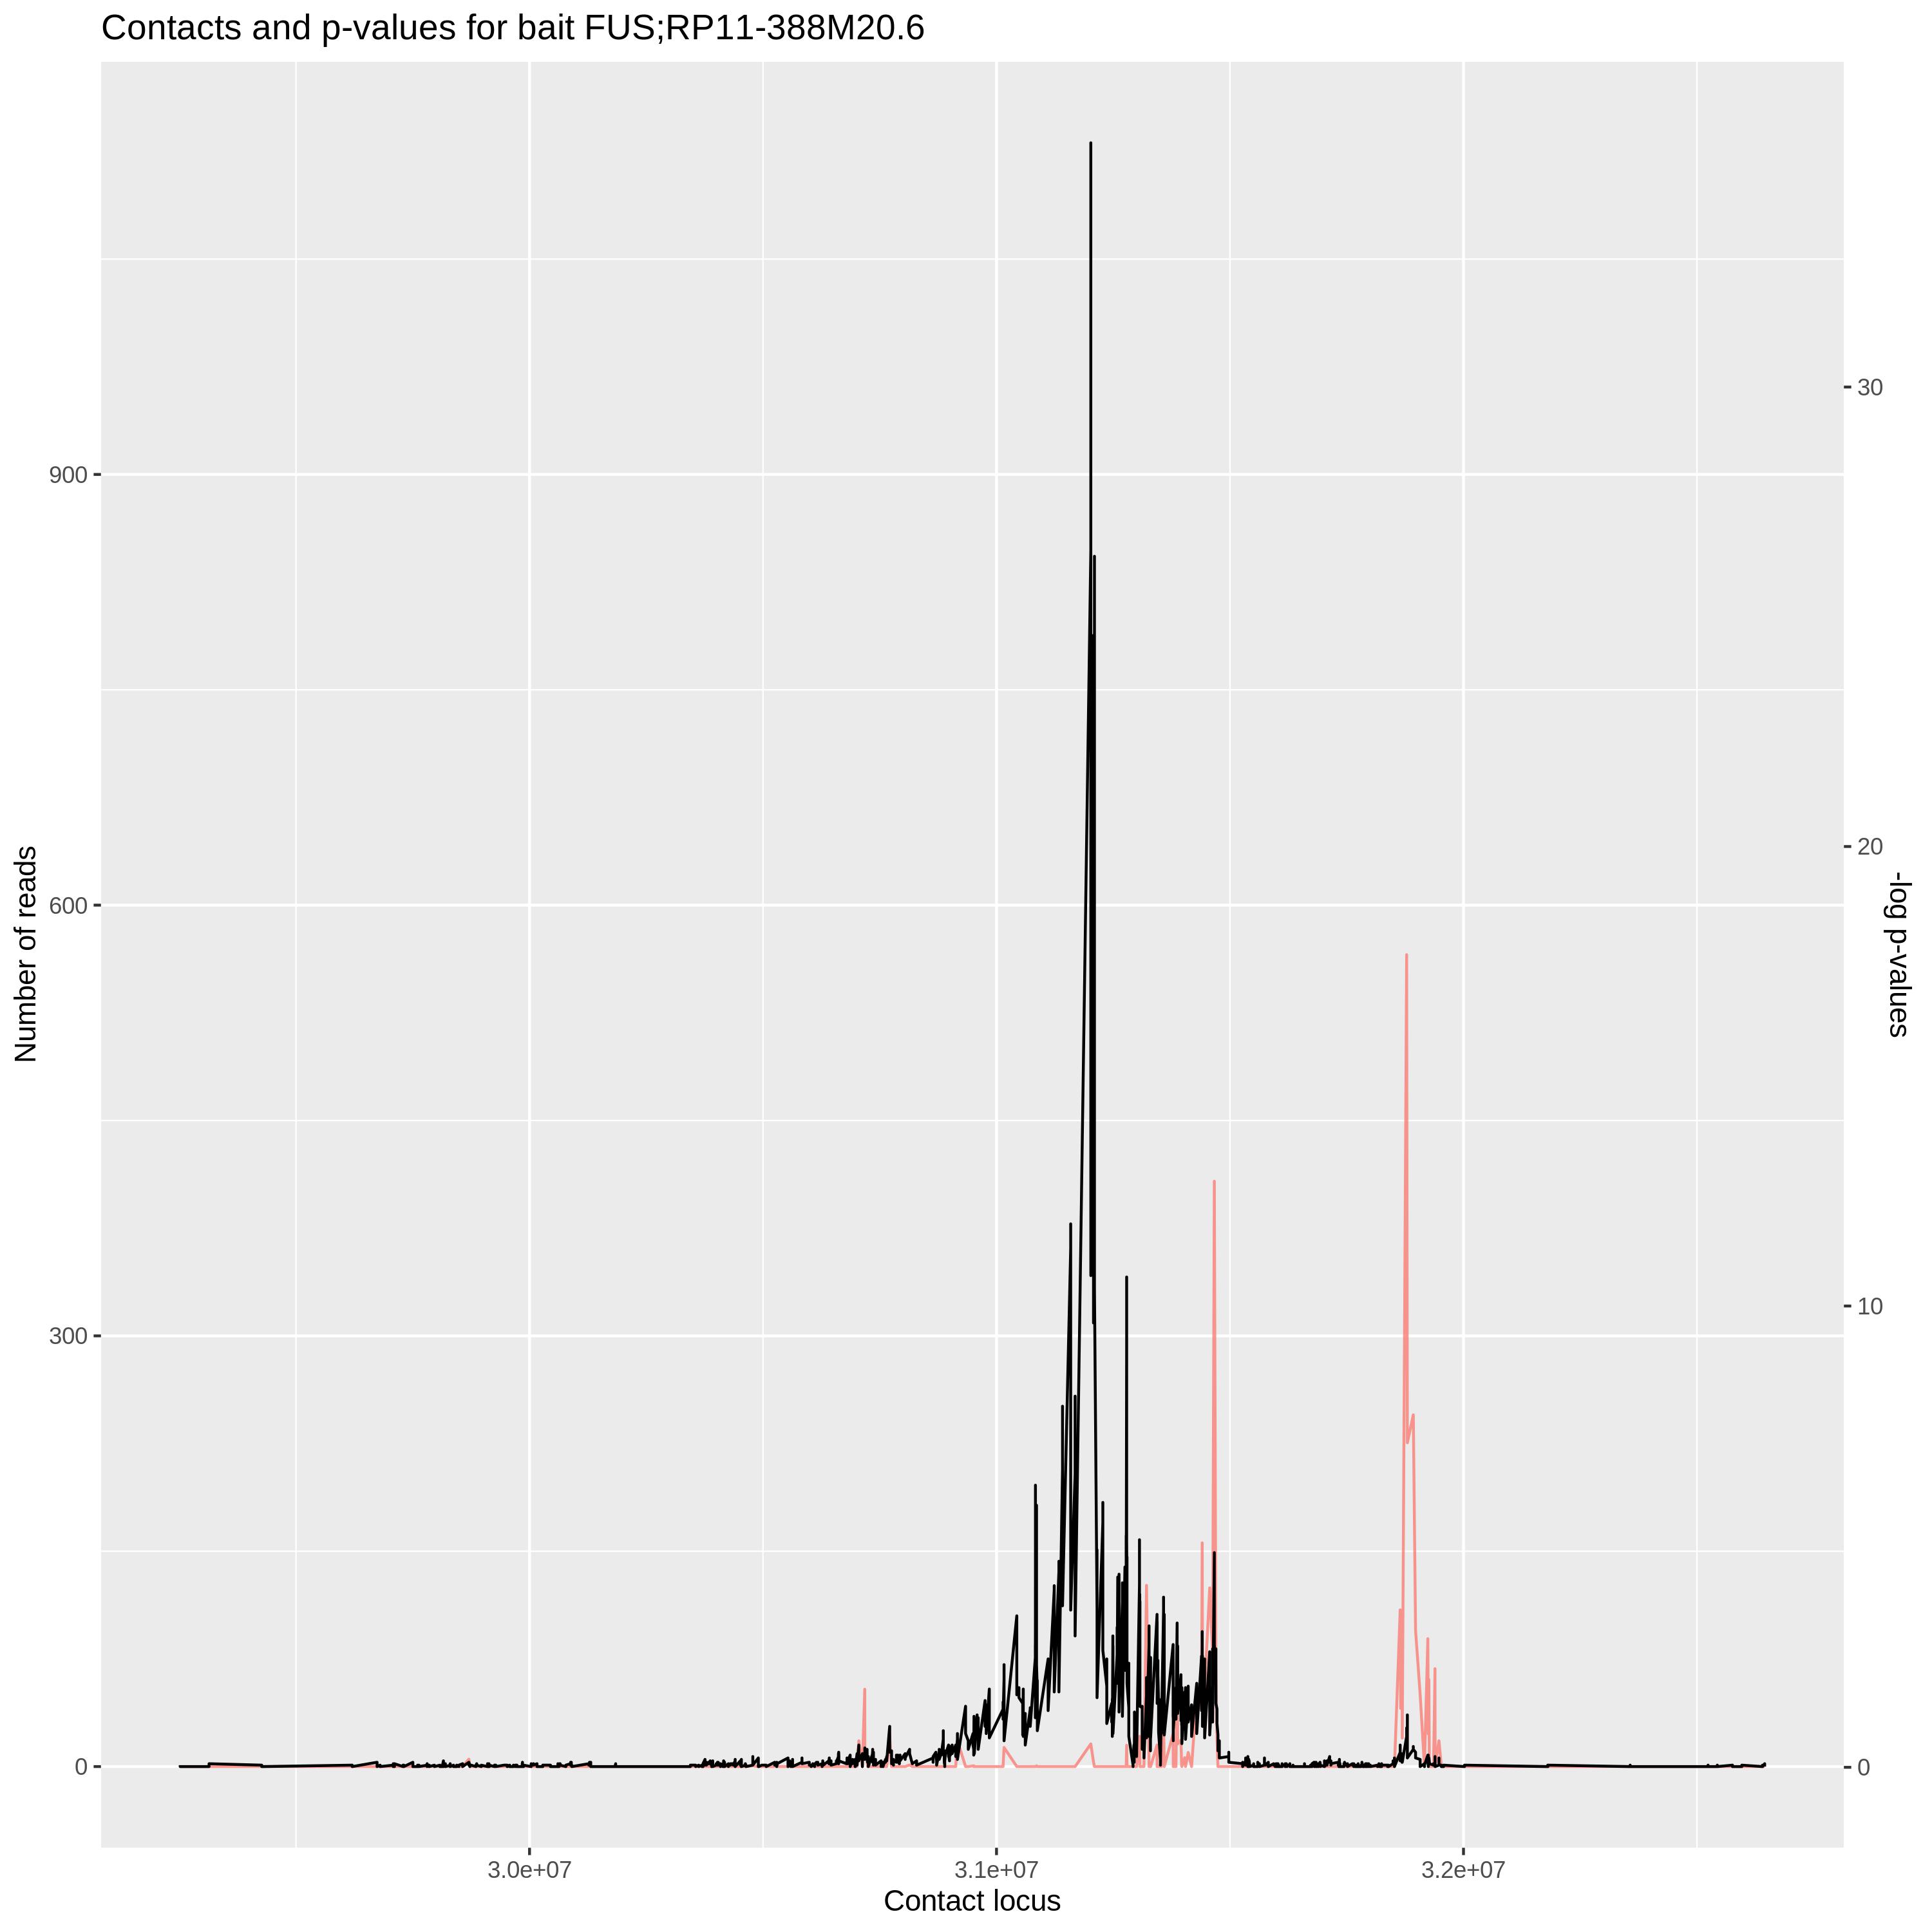 Contacts and p-values for bait FUS;RP11-388M20.6
Number of reads
900
600
300
0
30
20
10
0
-log p-values
3.0e+07
3.1e+07
3.2e+07
Contact locus